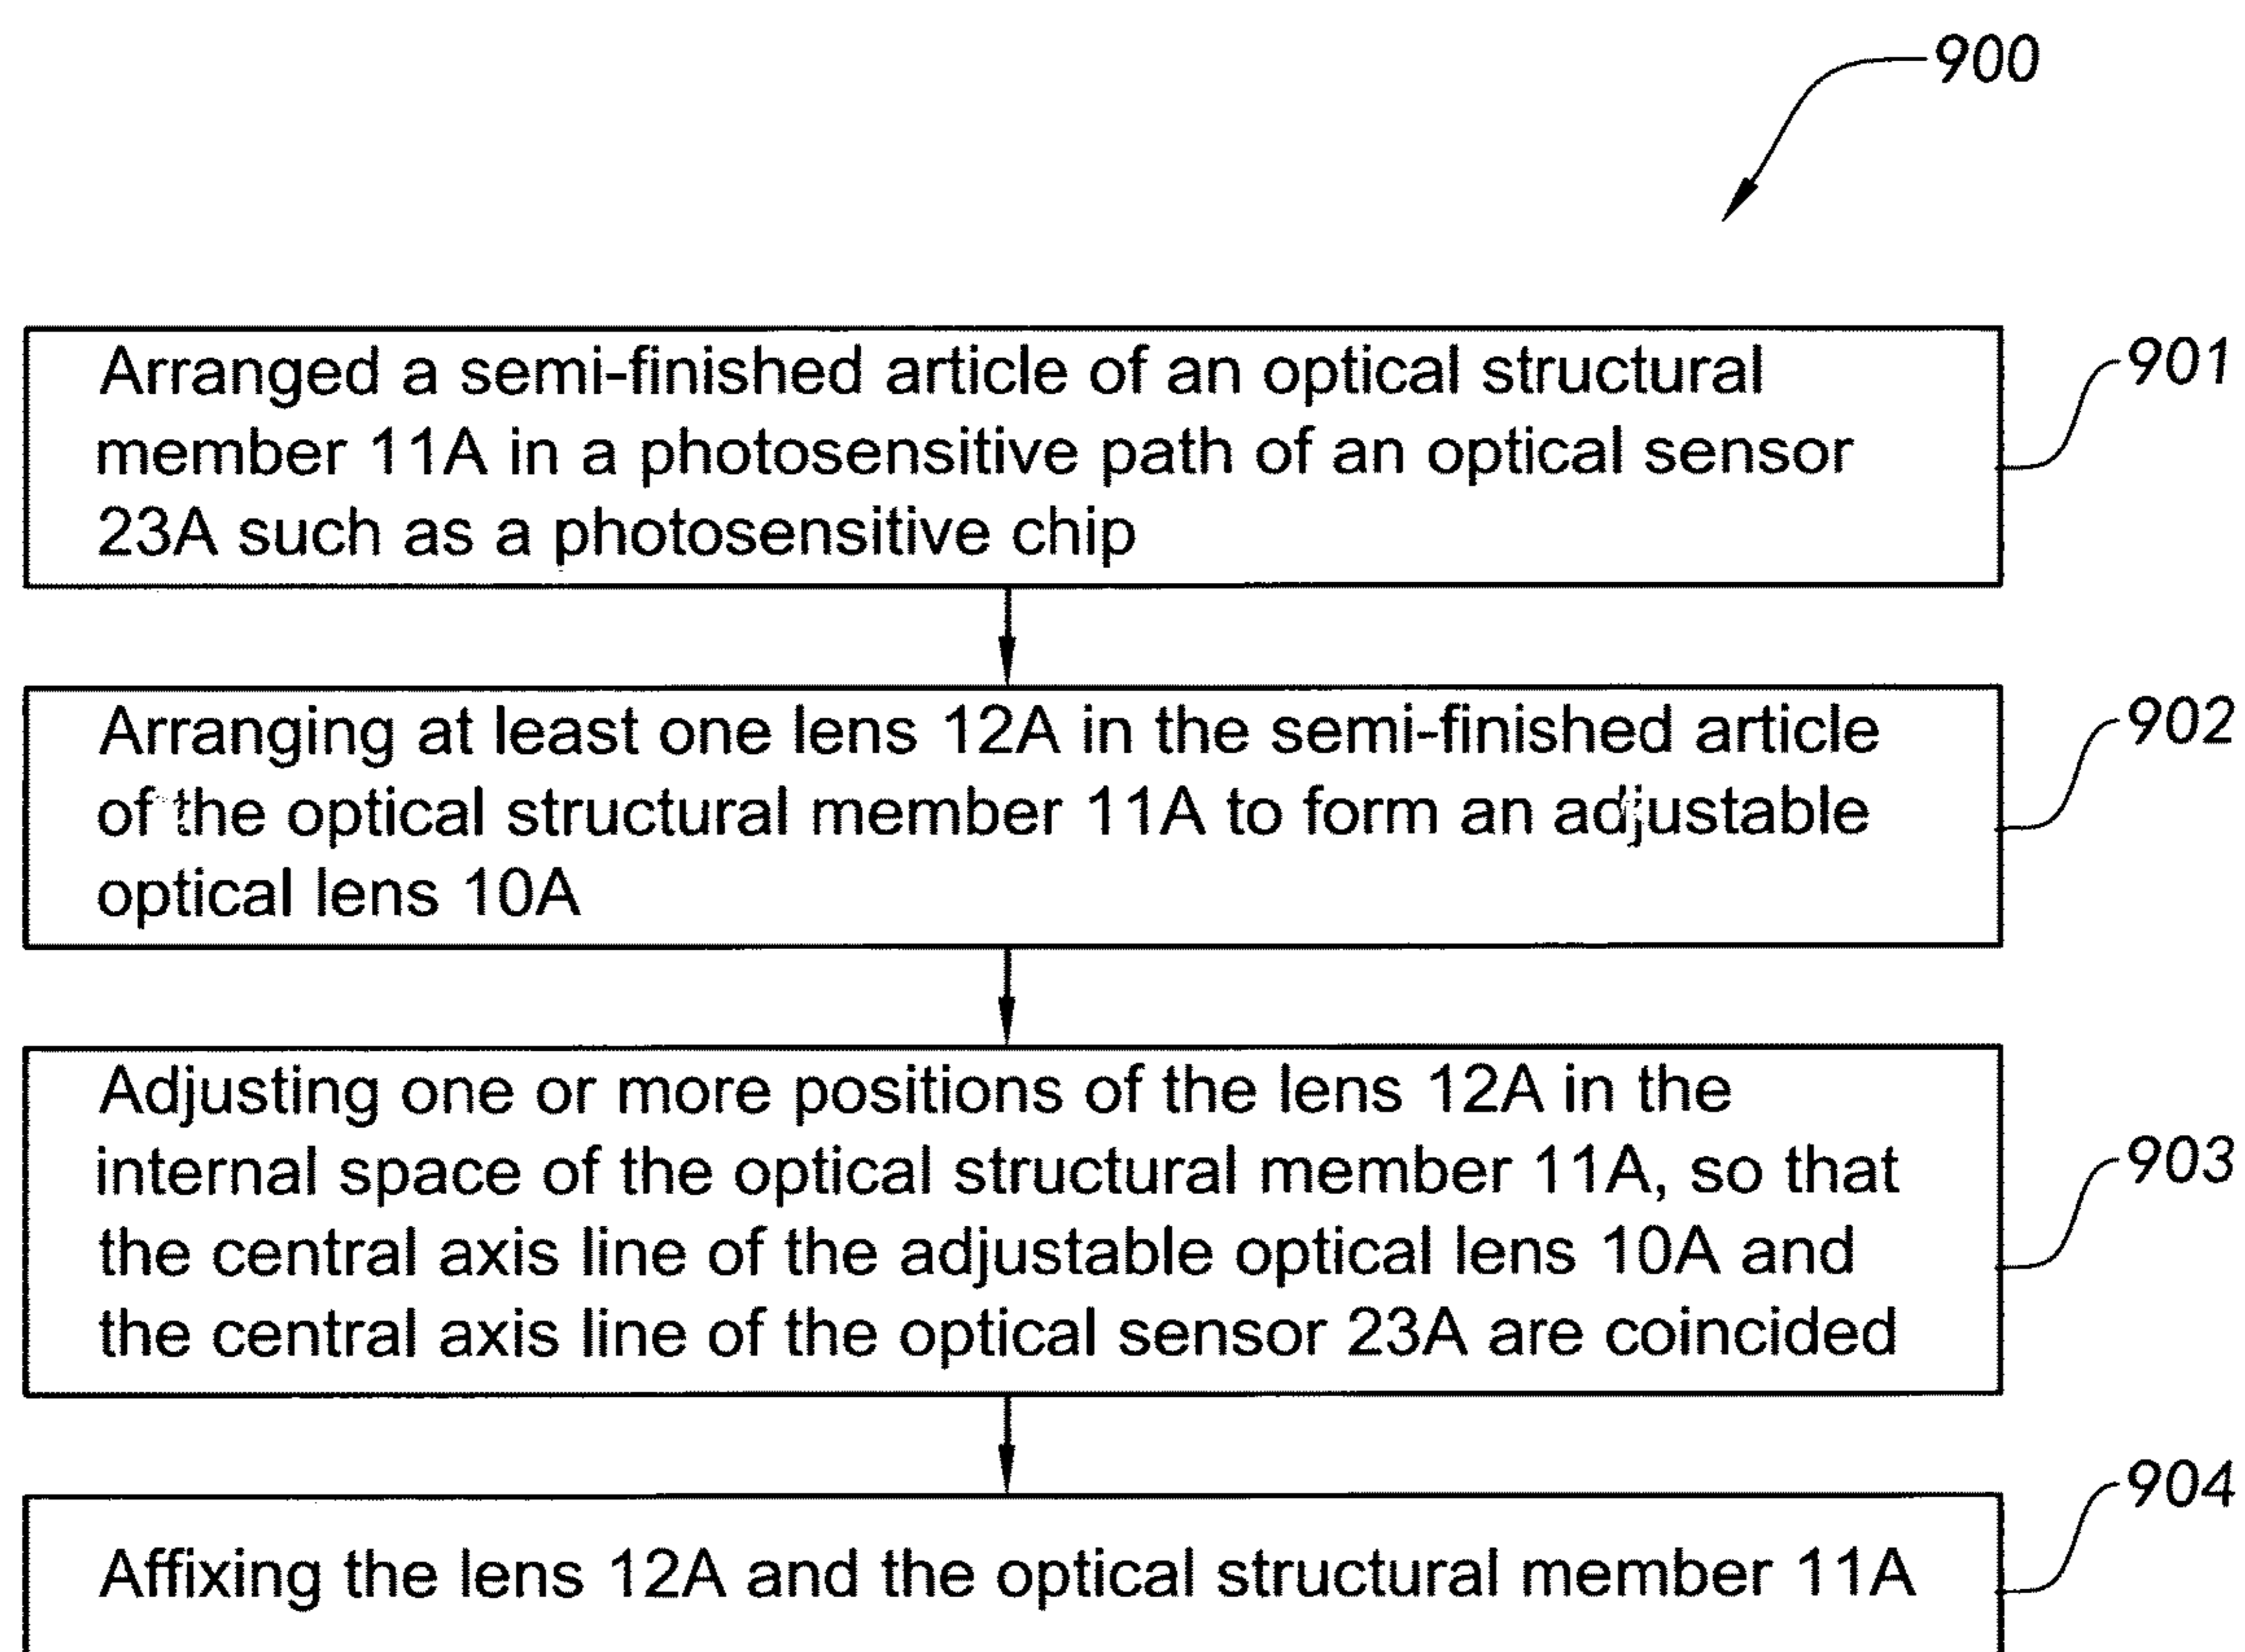 900
Arranged a semi-finished article of an optical structural
member 11A in a photosensitive path of an optical sensor
23A such as a photosensitive chip
901
Arranging at least one lens 12A in the semi-finished article
of the optical structural member 11A to form an adjustable
optical lens 10A
902
Adjusting one or more positions of the lens 12A in the
internal space of the optical structural member 11A, so that
the central axis line of the adjustable optical lens 10A and
the central axis line of the optical sensor 23A are coincided
903
Affixing the lens 12A and the optical structural member 11A
904